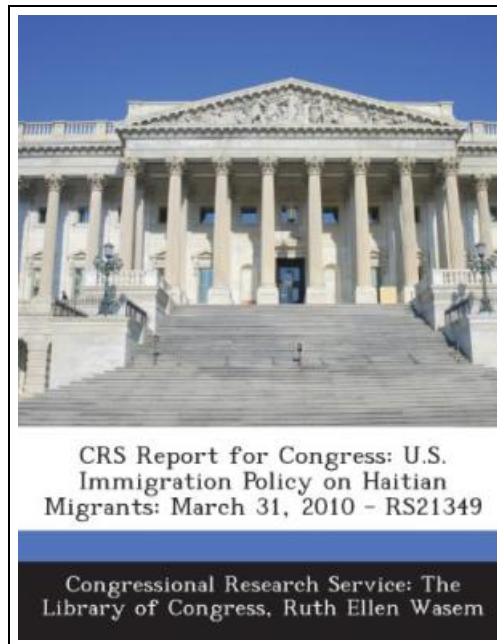 CRS Report for Congress: U.S.
Immigration Policy on Haitian
Migrants: March 31, 2010 - RS21349
Congressional Research Service: The
Library of Congress, Ruth Ellen Wasem